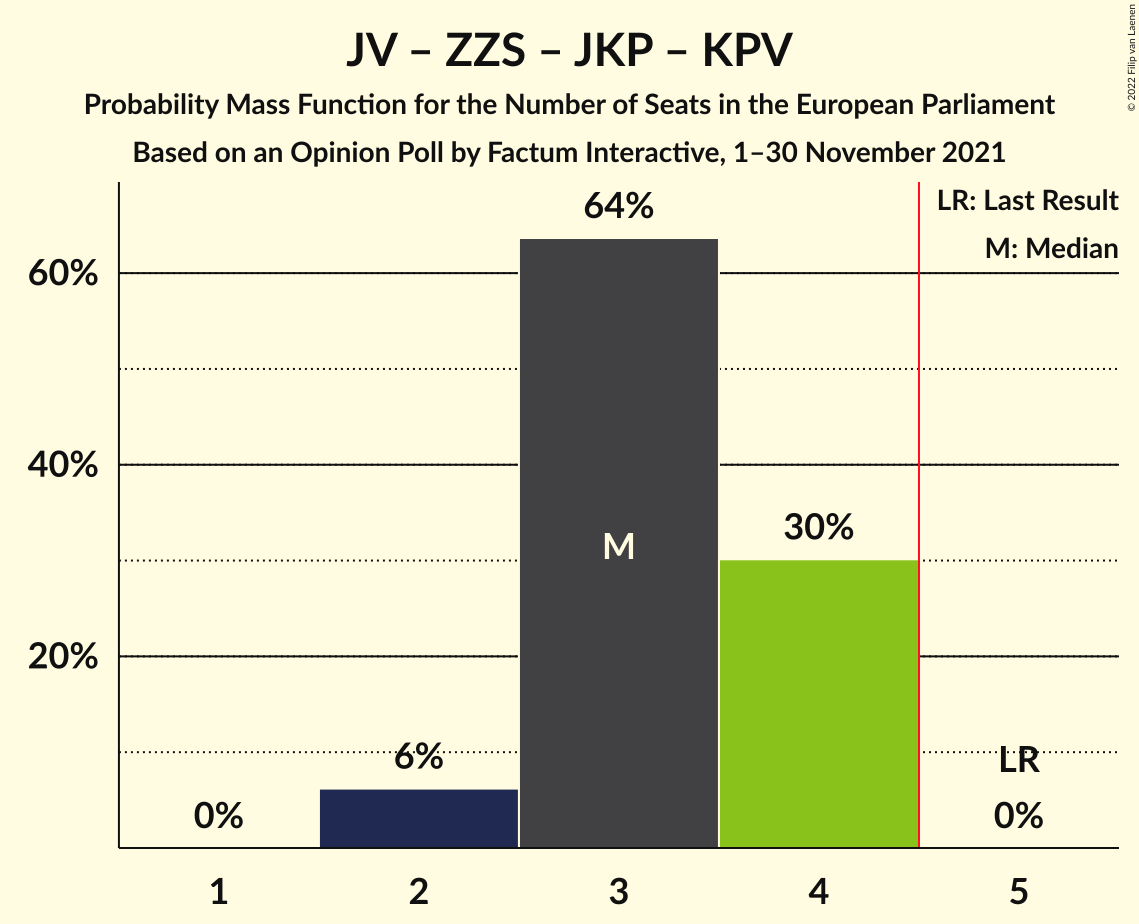 JV – ZZS – JKP – KPV
Probability Mass Function for the Number of Seats in the European Parliament
Based on an Opinion Poll by Factum Interactive, 1–30 November 2021
© 2022 Filip van Laenen
LR: Last Result
M: Median
64%
60%
40%
30%
M
20%
6%
LR
0%
0%
1
2
3
4
5